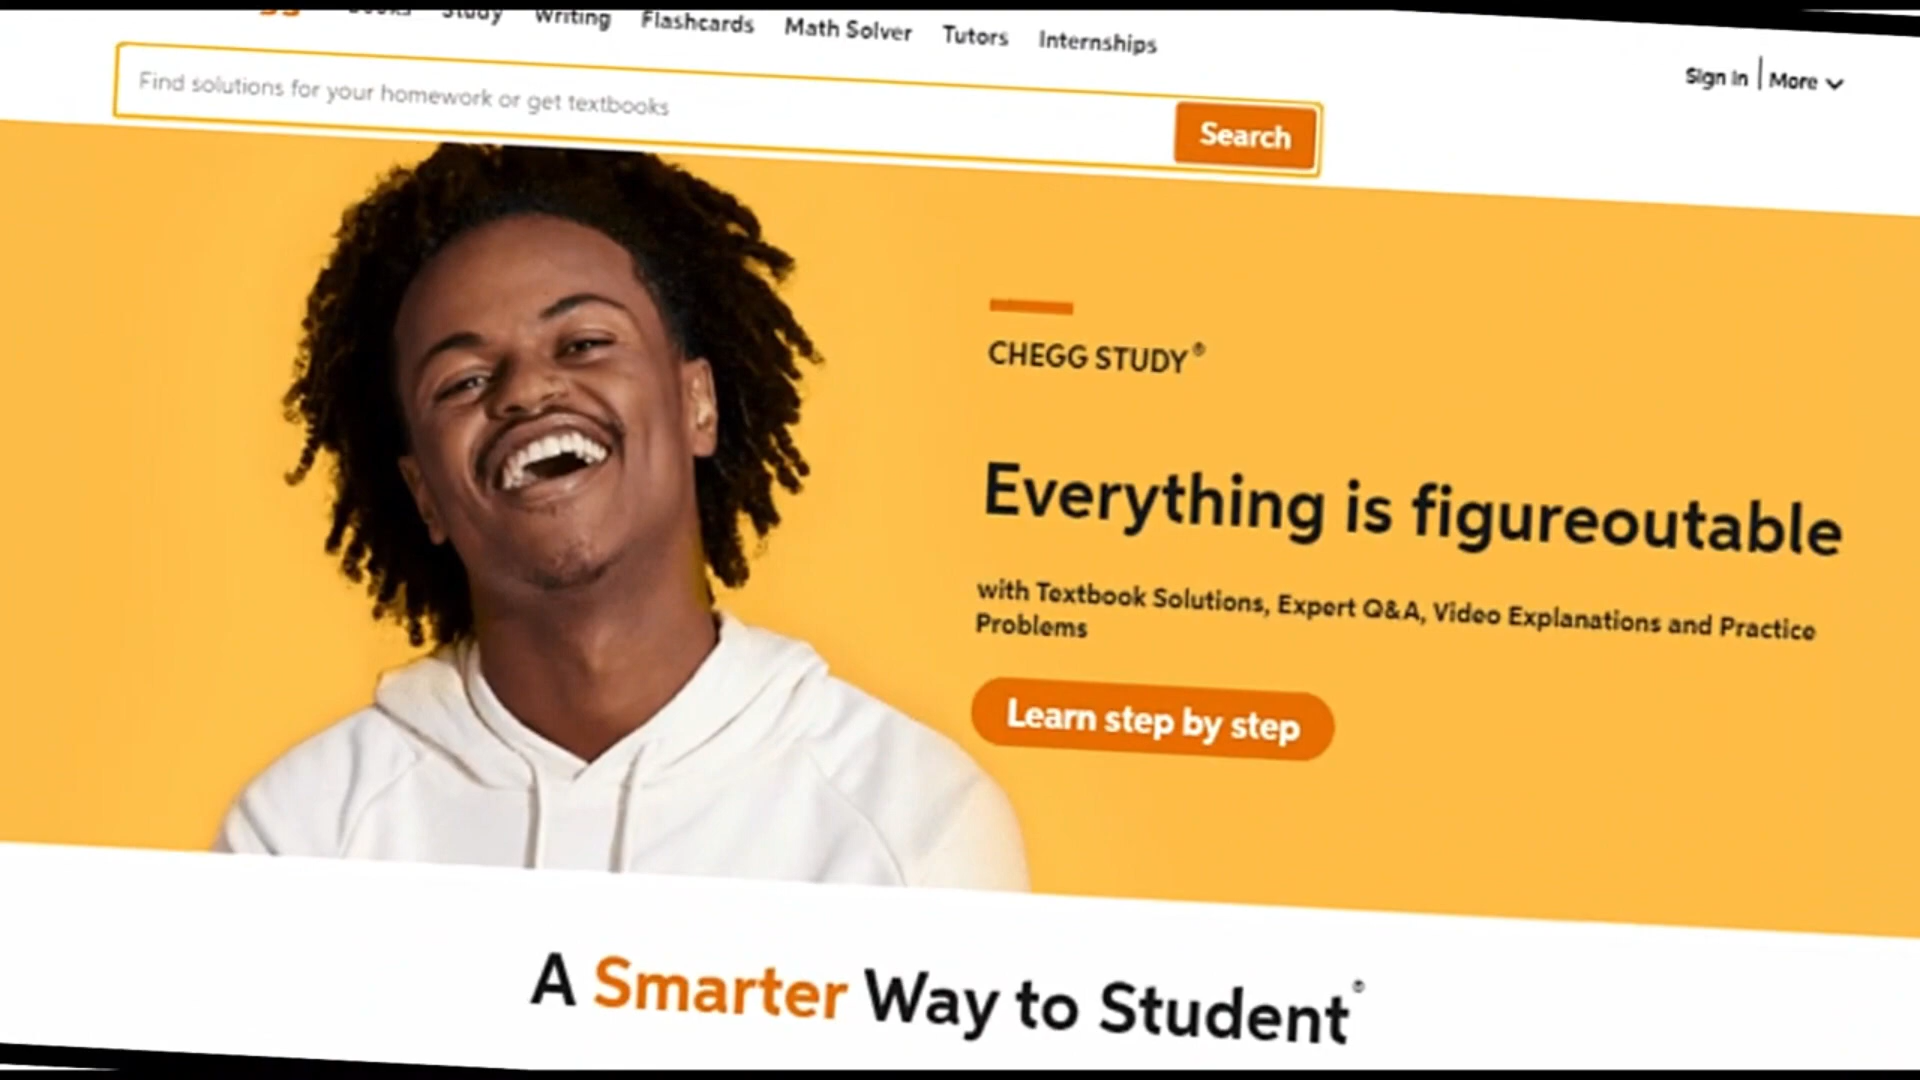 Books Study Writing Flashcards Math Solver Tutors Internships
Sign in | More
Find solutions for your homework or get textbooks
Search
CHEGG STUDY®
Everything is figureoutable
with Textbook Solutions, Expert Q&A, Video Explanations and Practice
Problems
Learn step by step
A Smarter Way to Student®